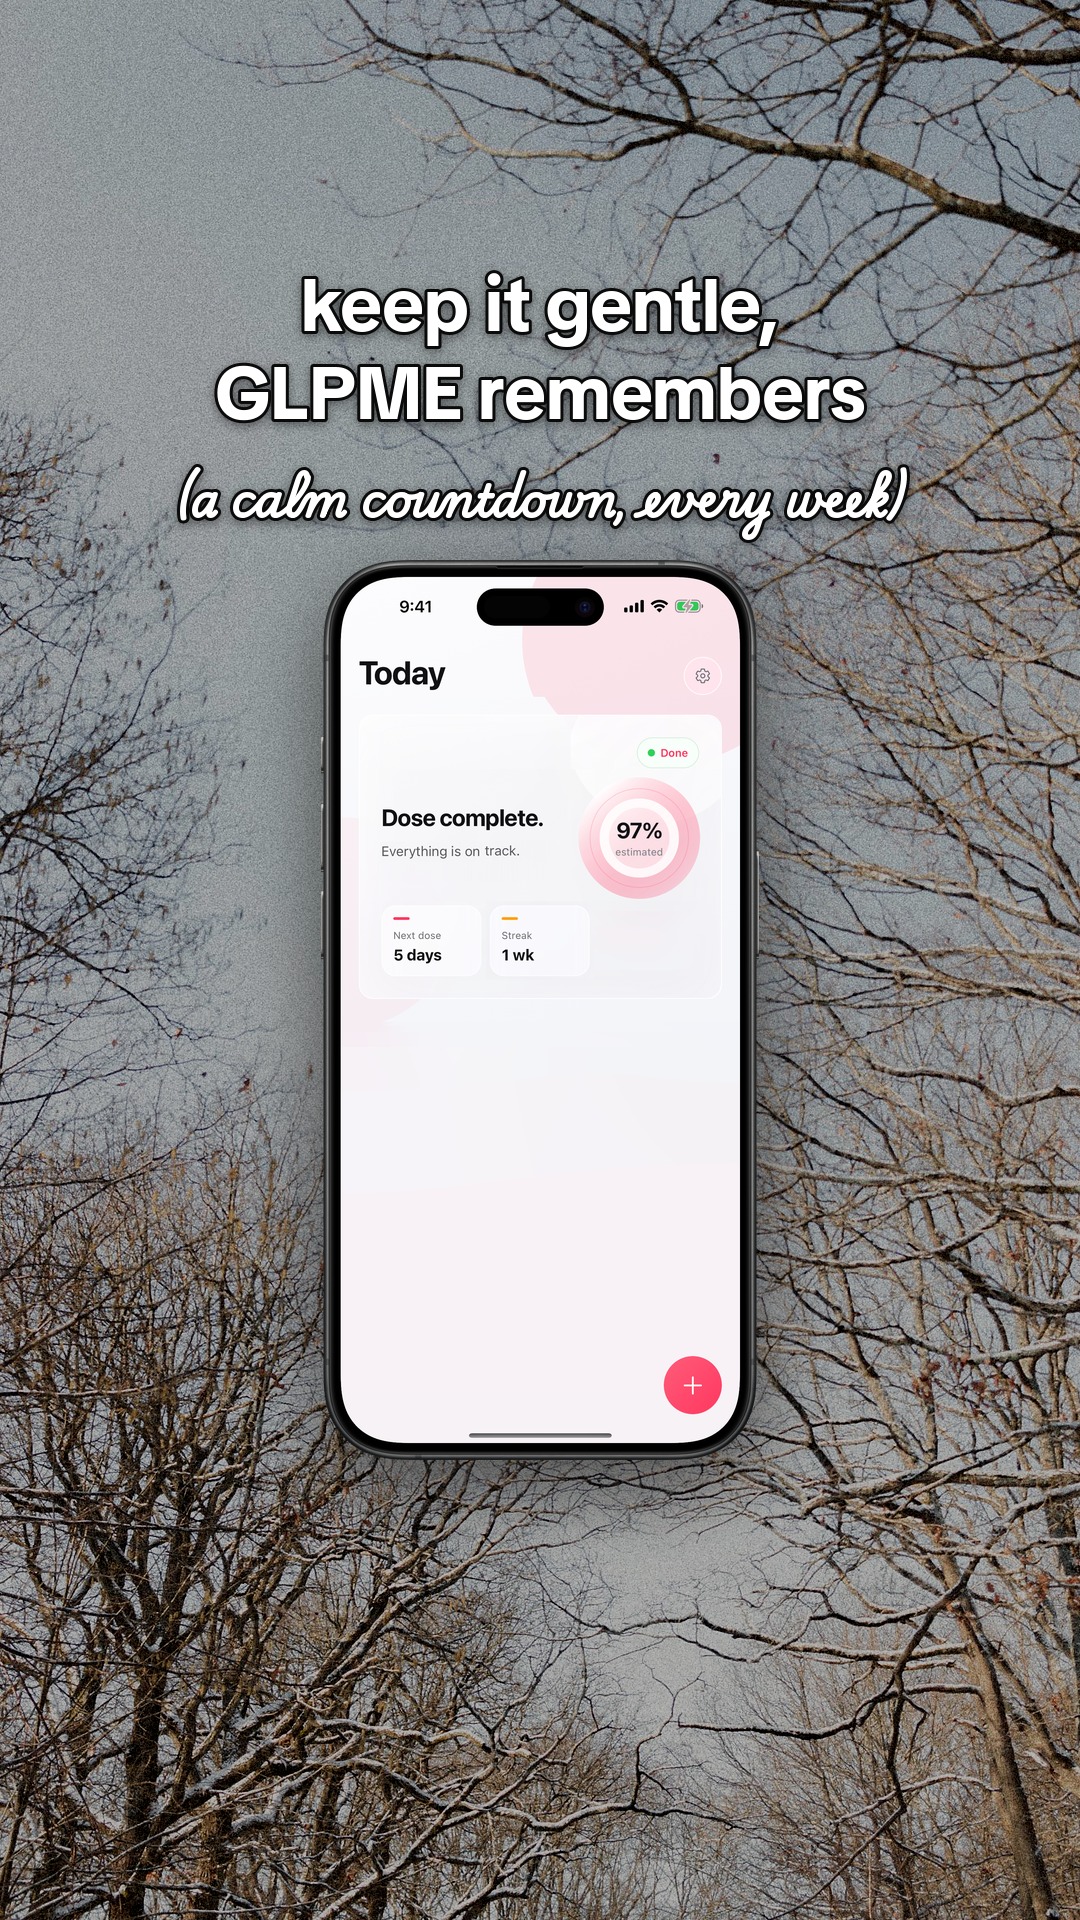 keep it gentle,
GLPME remembers
(a calm countdown, every week)
9:41
Today
Done
Dose complete.
Everything is on track.
97%
estimated
Next dose
5 days
Streak
1 wk